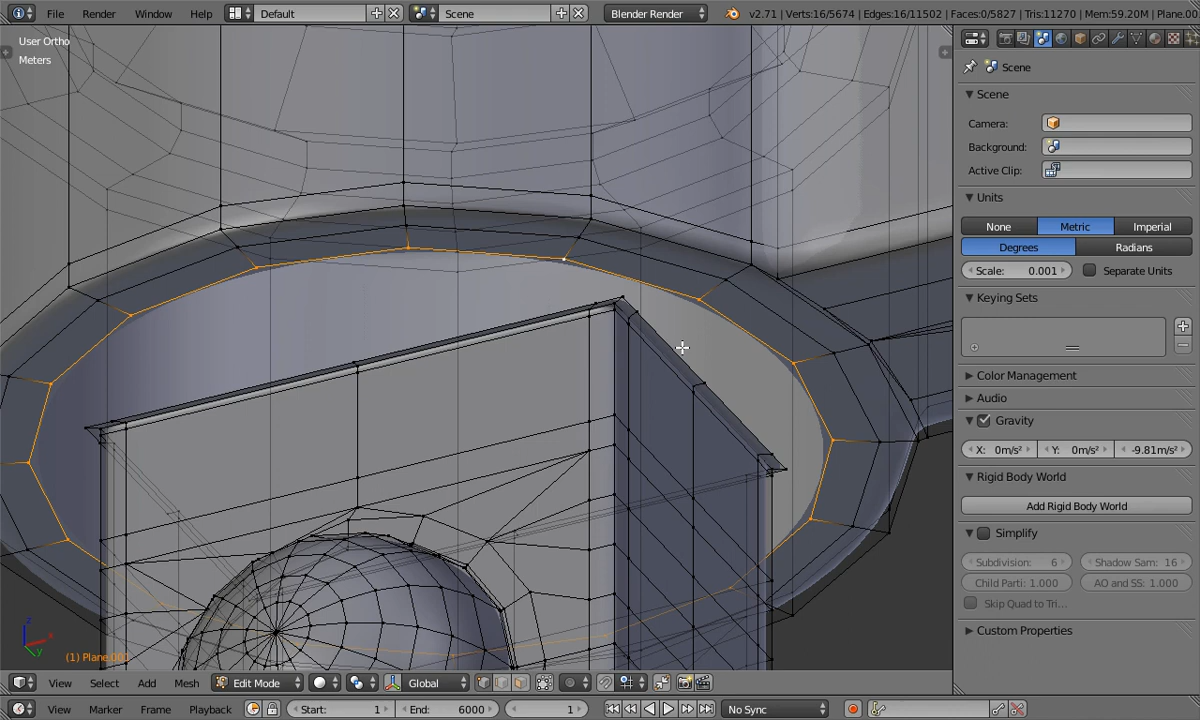 File Render Window Help Default Scene Blender Render v2.71 | Verts:16/5674 | Edges:16/11502 | Faces:0/5827 | Tris:11270 | Mem:59.20M | Plane.00
User Ortho
Meters
Scene
Scene
Camera:
Background:
Active Clip:
Units
None Metric Imperial
Degrees Radians
Scale: 0.001 Separate Units
Keying Sets
Color Management
Audio
Gravity
X: 0m/s² Y: 0m/s² -9.81m/s²
Rigid Body World
Add Rigid Body World
Simplify
Subdivision: 6 Shadow Sam: 16
Child Parti: 1.000 AO and SS: 1.000
Skip Quad to Tri...
Custom Properties
z
x
y
(1) Plane.001
View Select Add Mesh Edit Mode Global
View Marker Frame Playback Start: 1 End: 6000 1 No Sync